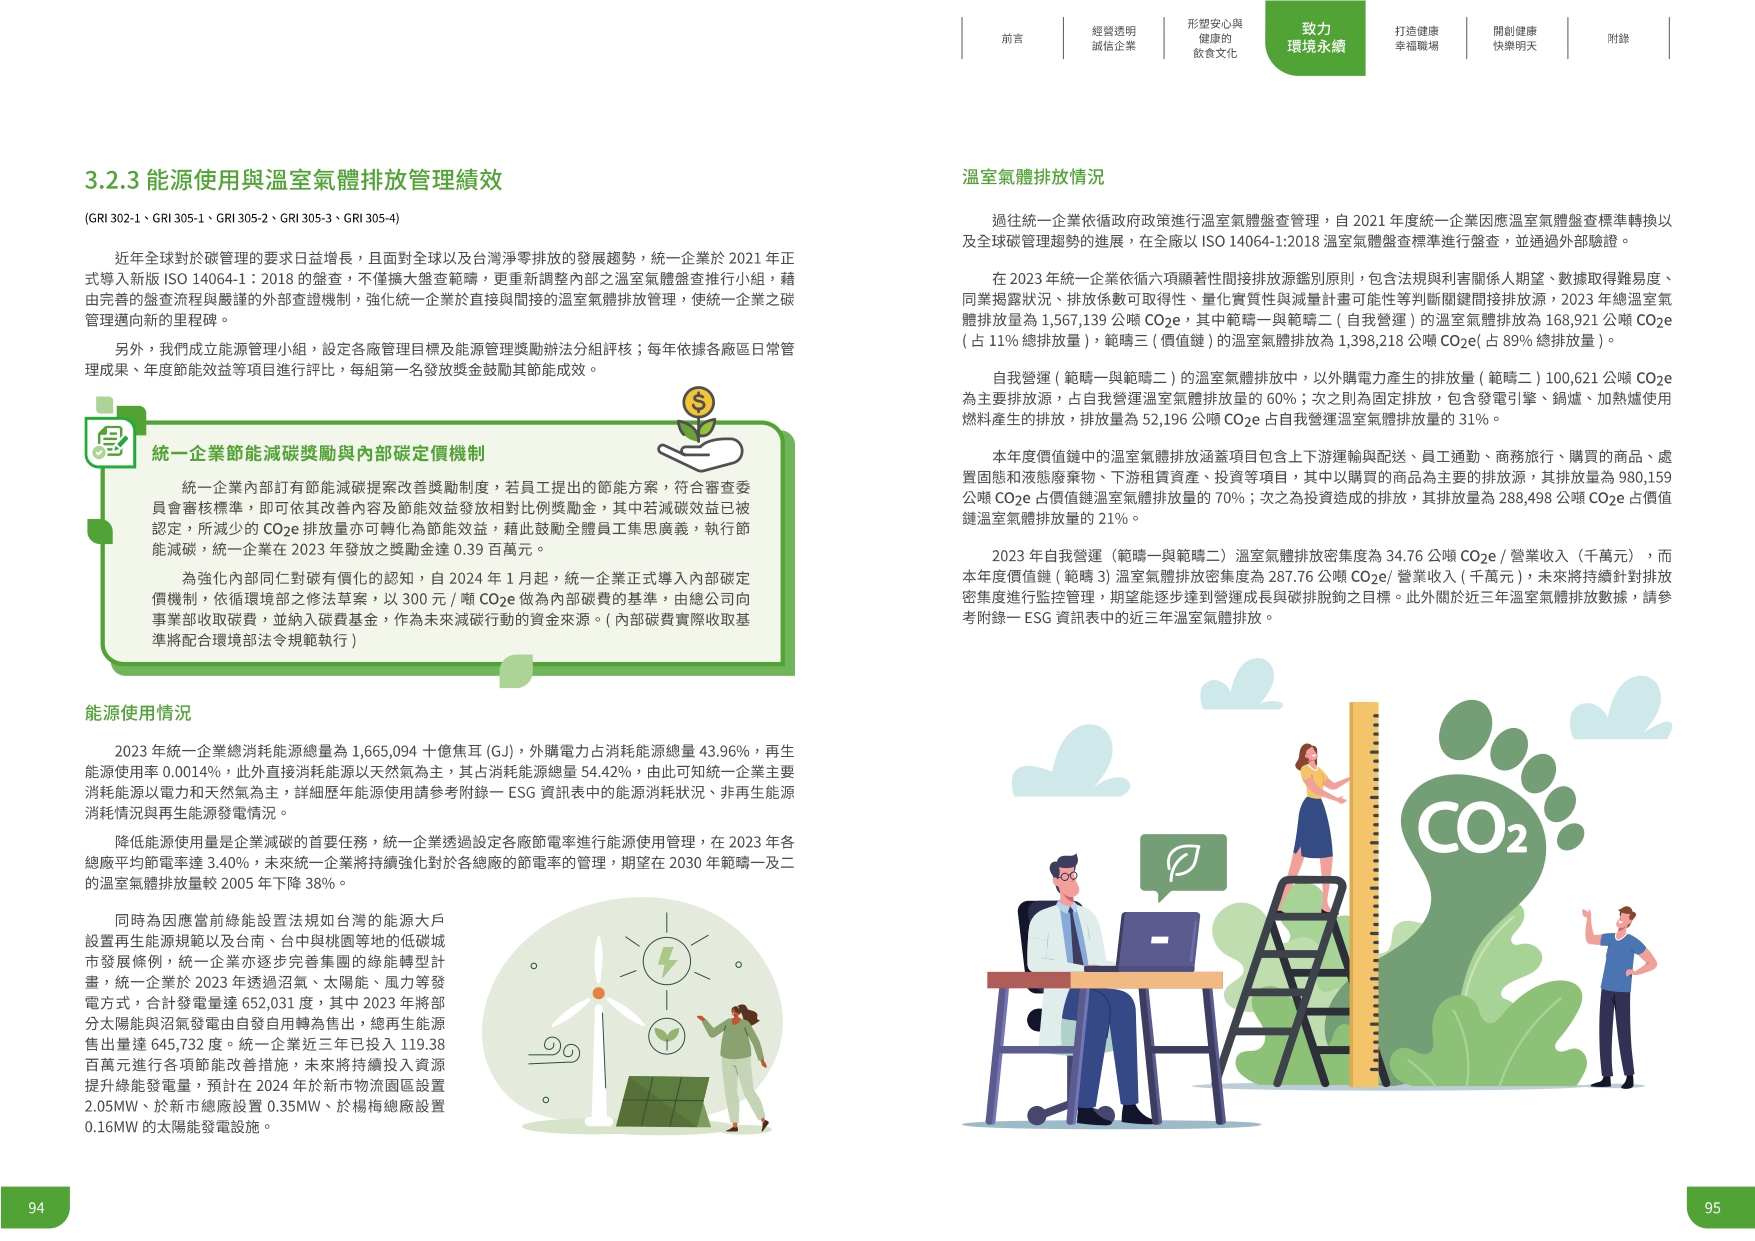 前言
經營透明
誠信企業
形塑安心與
健康的
飲食文化
致力
環境永續
打造健康
幸福職場
開創健康
快樂明天
附錄
3.2.3 能源使用與溫室氣體排放管理績效
(GRI 302-1、GRI 305-1、GRI 305-2、GRI 305-3、GRI 305-4)
近年全球對於碳管理的要求日益增長，且面對全球以及台灣淨零排放的發展趨勢，統一企業於 2021 年正
式導入新版 ISO 14064-1：2018 的盤查，不僅擴大盤查範疇，更重新調整內部之溫室氣體盤查推行小組，藉
由完善的盤查流程與嚴謹的外部查證機制，強化統一企業於直接與間接的溫室氣體排放管理，使統一企業之碳
管理邁向新的里程碑。
另外，我們成立能源管理小組，設定各廠管理目標及能源管理獎勵辦法分組評核；每年依據各廠區日常管
理成果、年度節能效益等項目進行評比，每組第一名發放獎金鼓勵其節能成效。
$
統一企業節能減碳獎勵與內部碳定價機制
統一企業內部訂有節能減碳提案改善獎勵制度，若員工提出的節能方案，符合審查委
員會審核標準，即可依其改善內容及節能效益發放相對比例獎勵金，其中若減碳效益已被
認定，所減少的 CO2e 排放量亦可轉化為節能效益，藉此鼓勵全體員工集思廣義，執行節
能減碳，統一企業在 2023 年發放之獎勵金達 0.39 百萬元。
為強化內部同仁對碳有價化的認知，自 2024 年 1 月起，統一企業正式導入內部碳定
價機制，依循環境部之修法草案，以 300 元 / 噸 CO2e 做為內部碳費的基準，由總公司向
事業部收取碳費，並納入碳費基金，作為未來減碳行動的資金來源。( 內部碳費實際收取基
準將配合環境部法令規範執行 )
能源使用情況
2023 年統一企業總消耗能源總量為 1,665,094 十億焦耳 (GJ)，外購電力占消耗能源總量 43.96%，再生
能源使用率 0.0014%，此外直接消耗能源以天然氣為主，其占消耗能源總量 54.42%，由此可知統一企業主要
消耗能源以電力和天然氣為主，詳細歷年能源使用請參考附錄一 ESG 資訊表中的能源消耗狀況、非再生能源
消耗情況與再生能源發電情況。
降低能源使用量是企業減碳的首要任務，統一企業透過設定各廠節電率進行能源使用管理，在 2023 年各
總廠平均節電率達 3.40%，未來統一企業將持續強化對於各總廠的節電率的管理，期望在 2030 年範疇一及二
的溫室氣體排放量較 2005 年下降 38%。
同時為因應當前綠能設置法規如台灣的能源大戶
設置再生能源規範以及台南、台中與桃園等地的低碳城
市發展條例，統一企業亦逐步完善集團的綠能轉型計
畫，統一企業於 2023 年透過沼氣、太陽能、風力等發
電方式，合計發電量達 652,031 度，其中 2023 年將部
分太陽能與沼氣發電由自發自用轉為售出，總再生能源
售出量達 645,732 度。統一企業近三年已投入 119.38
百萬元進行各項節能改善措施，未來將持續投入資源
提升綠能發電量，預計在 2024 年於新市物流園區設置
2.05MW、於新市總廠設置 0.35MW、於楊梅總廠設置
0.16MW 的太陽能發電設施。
94
溫室氣體排放情況
過往統一企業依循政府政策進行溫室氣體盤查管理，自 2021 年度統一企業因應溫室氣體盤查標準轉換以
及全球碳管理趨勢的進展，在全廠以 ISO 14064-1:2018 溫室氣體盤查標準進行盤查，並通過外部驗證。
在 2023 年統一企業依循六項顯著性間接排放源鑑別原則，包含法規與利害關係人期望、數據取得難易度、
同業揭露狀況、排放係數可取得性、量化實質性與減量計畫可能性等判斷關鍵間接排放源，2023 年總溫室氣
體排放量為 1,567,139 公噸 CO2e，其中範疇一與範疇二 ( 自我營運 ) 的溫室氣體排放為 168,921 公噸 CO2e
( 占 11% 總排放量 )，範疇三 ( 價值鏈 ) 的溫室氣體排放為 1,398,218 公噸 CO2e( 占 89% 總排放量 )。
自我營運 ( 範疇一與範疇二 ) 的溫室氣體排放中，以外購電力產生的排放量 ( 範疇二 ) 100,621 公噸 CO2e
為主要排放源，占自我營運溫室氣體排放量的 60%；次之則為固定排放，包含發電引擎、鍋爐、加熱爐使用
燃料產生的排放，排放量為 52,196 公噸 CO2e 占自我營運溫室氣體排放量的 31%。
本年度價值鏈中的溫室氣體排放涵蓋項目包含上下游運輸與配送、員工通勤、商務旅行、購買的商品、處
置固態和液態廢棄物、下游租賃資產、投資等項目，其中以購買的商品為主要的排放源，其排放量為 980,159
公噸 CO2e 占價值鏈溫室氣體排放量的 70%；次之為投資造成的排放，其排放量為 288,498 公噸 CO2e 占價值
鏈溫室氣體排放量的 21%。
2023 年自我營運（範疇一與範疇二）溫室氣體排放密集度為 34.76 公噸 CO2e / 營業收入（千萬元），而
本年度價值鏈 ( 範疇 3) 溫室氣體排放密集度為 287.76 公噸 CO2e/ 營業收入 ( 千萬元 )，未來將持續針對排放
密集度進行監控管理，期望能逐步達到營運成長與碳排脫鉤之目標。此外關於近三年溫室氣體排放數據，請參
考附錄一 ESG 資訊表中的近三年溫室氣體排放。
CO2
95